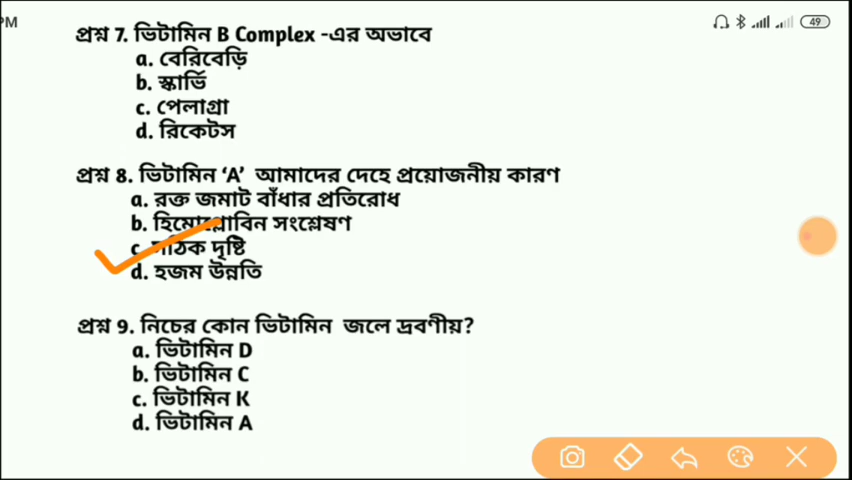 PM
49
প্রশ্ন 7. ভিটামিন B Complex -এর অভাবে
a. বেরিবেড়ি
b. স্কার্ভি
c. পেলাগ্রা
d. রিকেটস
প্রশ্ন 8. ভিটামিন ‘A’ আমাদের দেহে প্রয়োজনীয় কারণ
a. রক্ত জমাট বাঁধার প্রতিরোধ
b. হিমোগ্লোবিন সংশ্লেষণ
c. সঠিক দৃষ্টি
d. হজম উন্নতি
প্রশ্ন 9. নিচের কোন ভিটামিন জলে দ্রবণীয়?
a. ভিটামিন D
b. ভিটামিন C
c. ভিটামিন K
d. ভিটামিন A